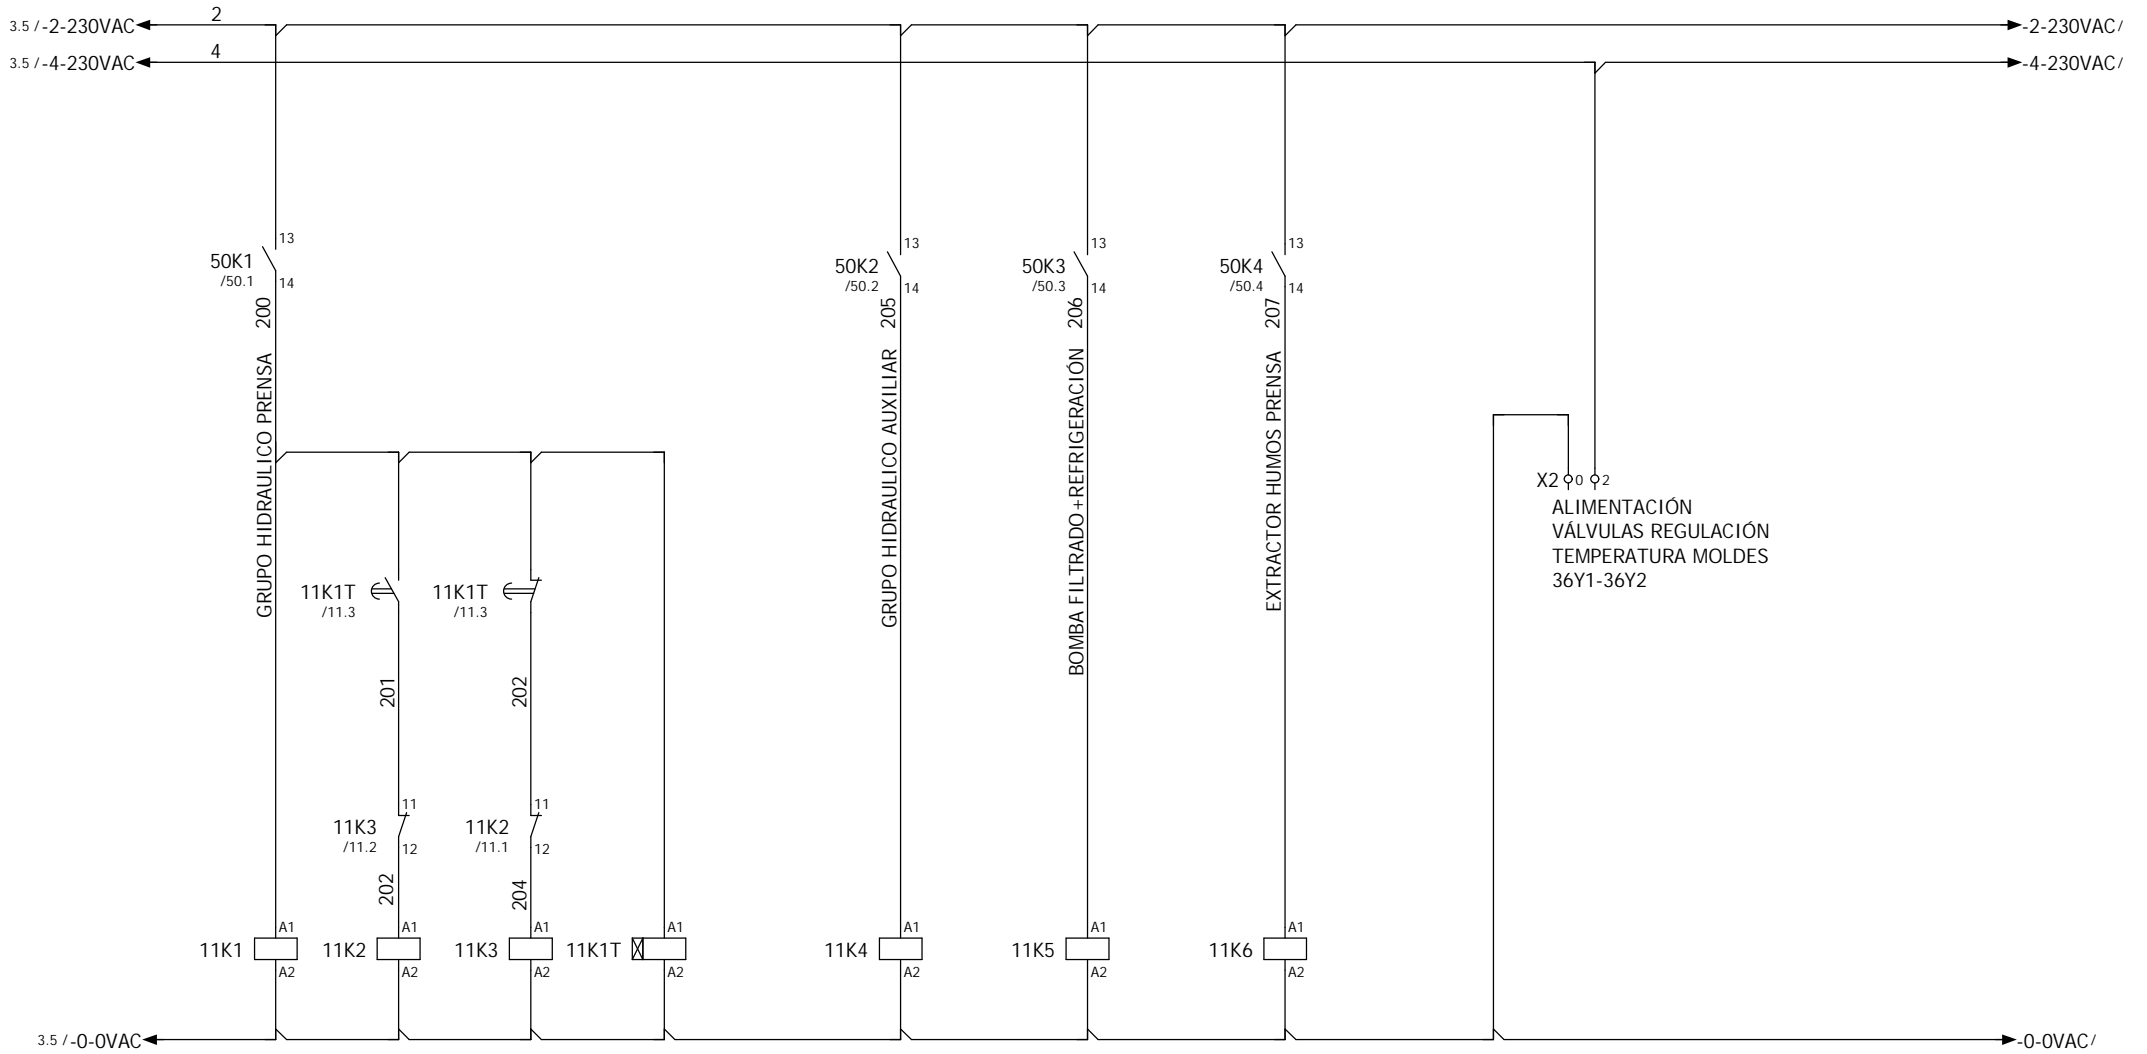 2
3.5 /-2-230VAC
-2-230VAC/
4
3.5 /-4-230VAC
-4-230VAC/
13
50K1
/50.1
14
200
GRUPO HIDRAULICO PRENSA
13
50K2
/50.2
14
205
GRUPO HIDRAULICO AUXILIAR
13
50K3
/50.3
14
206
BOMBA FILTRADO+REFRIGERACIÓN
13
50K4
/50.4
14
207
EXTRACTOR HUMOS PRENSA
X2 0 2
ALIMENTACIÓN
VÁLVULAS REGULACIÓN
TEMPERATURA MOLDES
36Y1-36Y2
11K1T
/11.3
11K1T
/11.3
201
202
11
11K3
/11.2
12
11
11K2
/11.1
12
202
204
A1
11K1
A2
A1
11K2
A2
A1
11K3
A2
A1
11K1T
A2
A1
11K4
A2
A1
11K5
A2
A1
11K6
A2
3.5 /-0-0VAC
-0-0VAC/